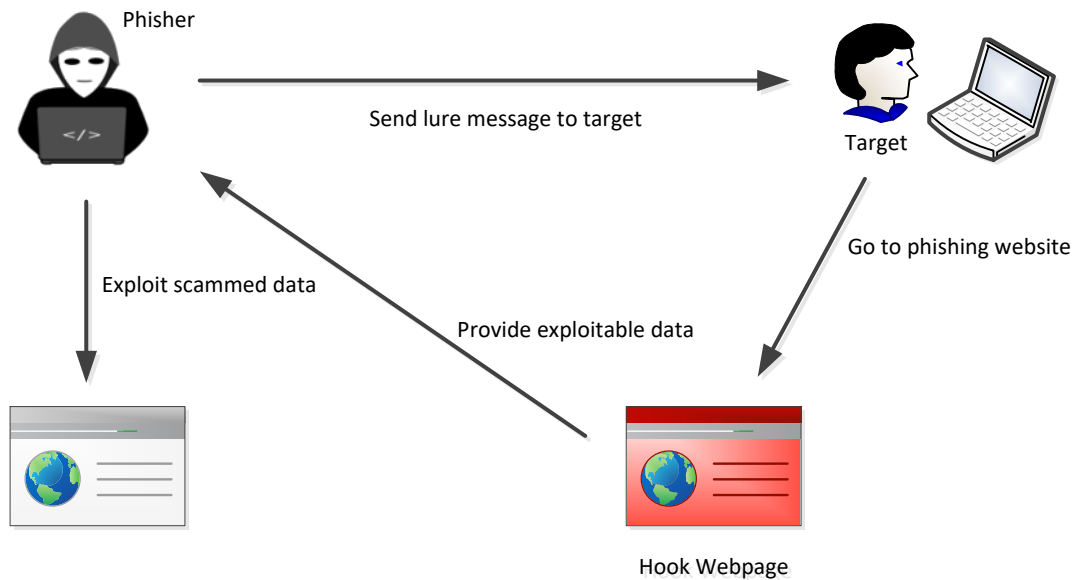 Phisher
Send lure message to target
Target
</>
Go to phishing website
Exploit scammed data
Provide exploitable data
Hook Webpage